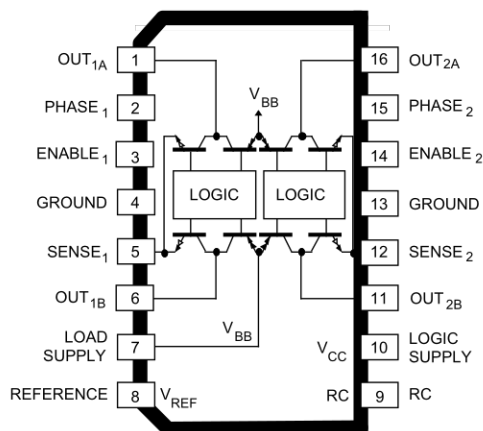 OUT1A 1
PHASE1 2
ENABLE1 3
GROUND 4
SENSE1 5
OUT1B 6
LOAD SUPPLY 7
REFERENCE 8 VREF
VBB
LOGIC LOGIC
VBB
VCC
RC
16 OUT2A
15 PHASE2
14 ENABLE2
13 GROUND
12 SENSE2
11 OUT2B
10 LOGIC SUPPLY
9 RC